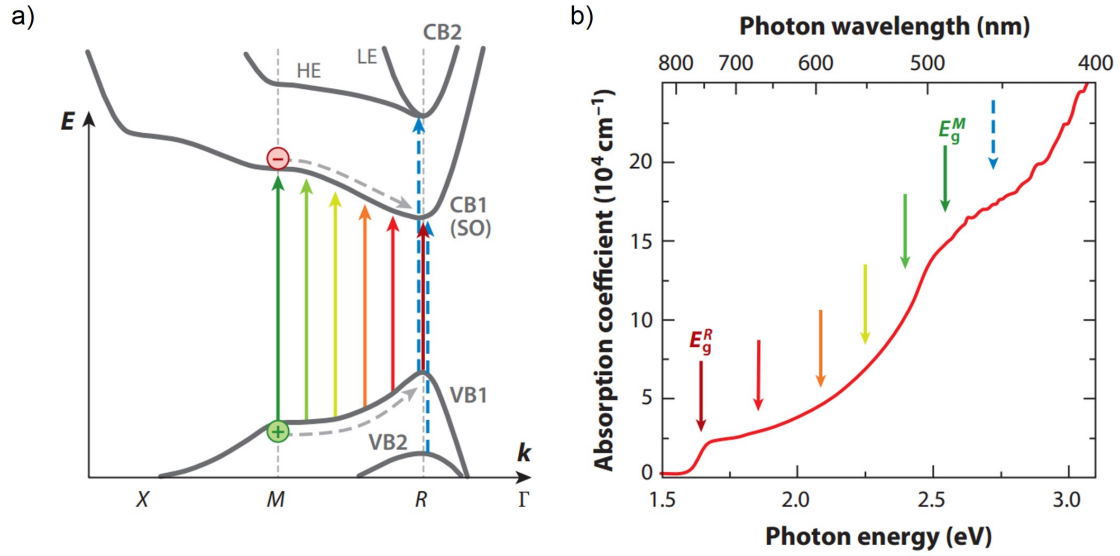 a)
CB2
LE
HE
E
−
CB1
(SO)
VB1
+
VB2
k
X
M
R
Γ
b)
Photon wavelength (nm)
800
700
600
500
400
Absorption coefficient (10⁴ cm⁻¹)
20
15
10
5
0
E_g^M
E_g^R
1.5
2.0
2.5
3.0
Photon energy (eV)